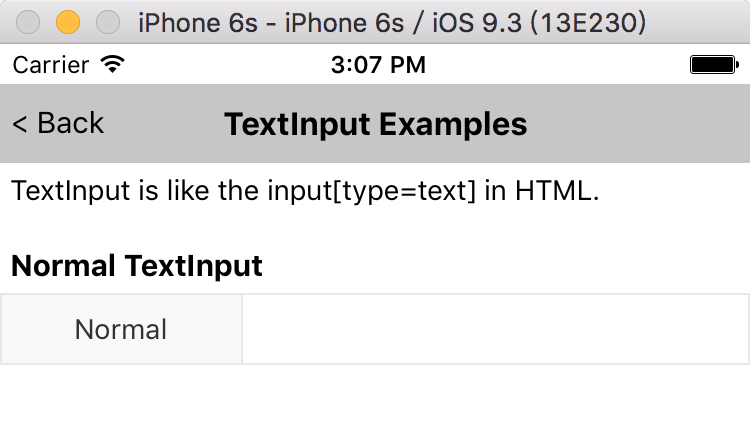 iPhone 6s - iPhone 6s / iOS 9.3 (13E230)
Carrier 3:07 PM
< Back TextInput Examples
TextInput is like the input[type=text] in HTML.
Normal TextInput
Normal